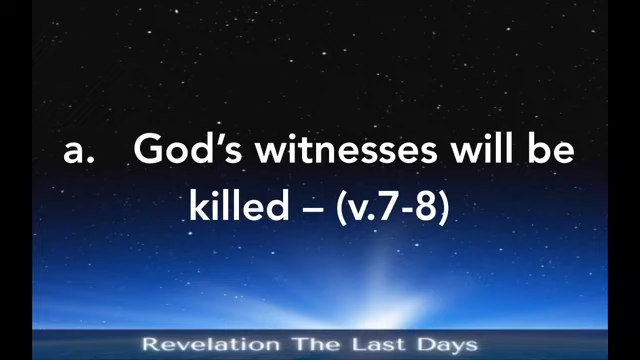 a. God’s witnesses will be
killed – (v.7-8)
Revelation The Last Days